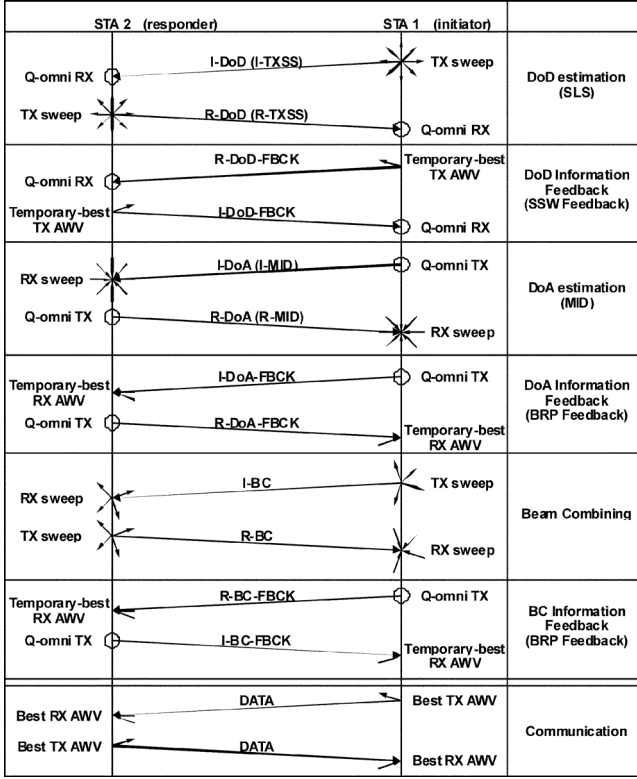 STA 2 (responder) STA 1 (initiator)
I-DoD (I-TXSS)
Q-omni RX TX sweep
DoD estimation
(SLS)
TX sweep R-DoD (R-TXSS)
Q-omni RX
R-DoD-FBCK Temporary-best
TX AWV
Q-omni RX
DoD Information
Feedback
(SSW Feedback)
Temporary-best
TX AWV
I-DoD-FBCK Q-omni RX
I-DoA (I-MID) Q-omni TX
RX sweep
DoA estimation
(MID)
Q-omni TX R-DoA (R-MID)
RX sweep
I-DoA-FBCK Q-omni TX
Temporary-best
RX AWV
DoA Information
Feedback
(BRP Feedback)
Q-omni TX R-DoA-FBCK
Temporary-best
RX AWV
I-BC TX sweep
RX sweep
Beam Combining
TX sweep R-BC
RX sweep
R-BC-FBCK Q-omni TX
Temporary-best
RX AWV
BC Information
Feedback
(BRP Feedback)
Q-omni TX I-BC-FBCK
Temporary-best
RX AWV
DATA Best TX AWV
Best RX AWV
Communication
Best TX AWV DATA
Best RX AWV